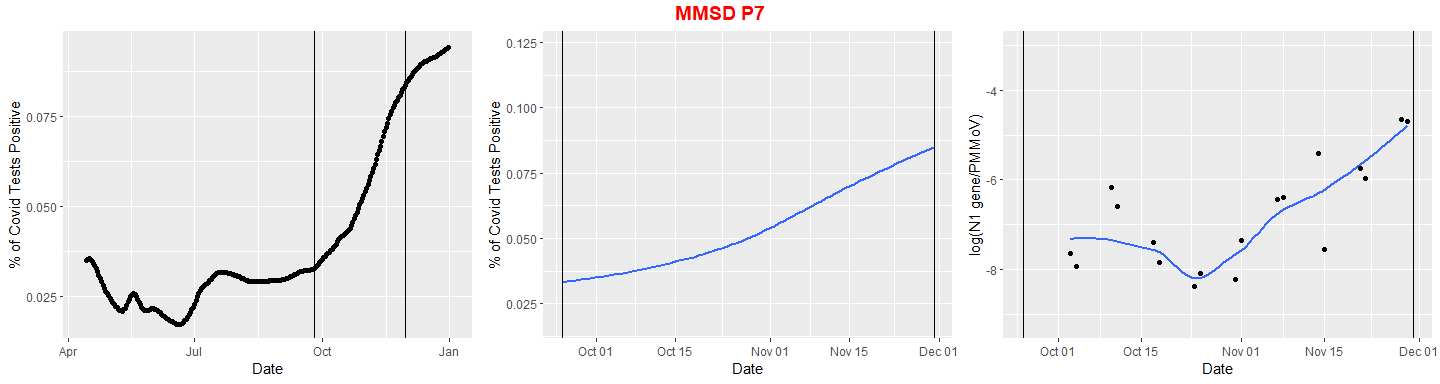 MMSD P7
% of Covid Tests Positive
0.075
0.050
0.025
Apr Jul Oct Jan
Date
% of Covid Tests Positive
0.125
0.100
0.075
0.050
0.025
Oct 01 Oct 15 Nov 01 Nov 15 Dec 01
Date
log(N1 gene/PMMoV)
-4
-6
-8
Oct 01 Oct 15 Nov 01 Nov 15 Dec 01
Date